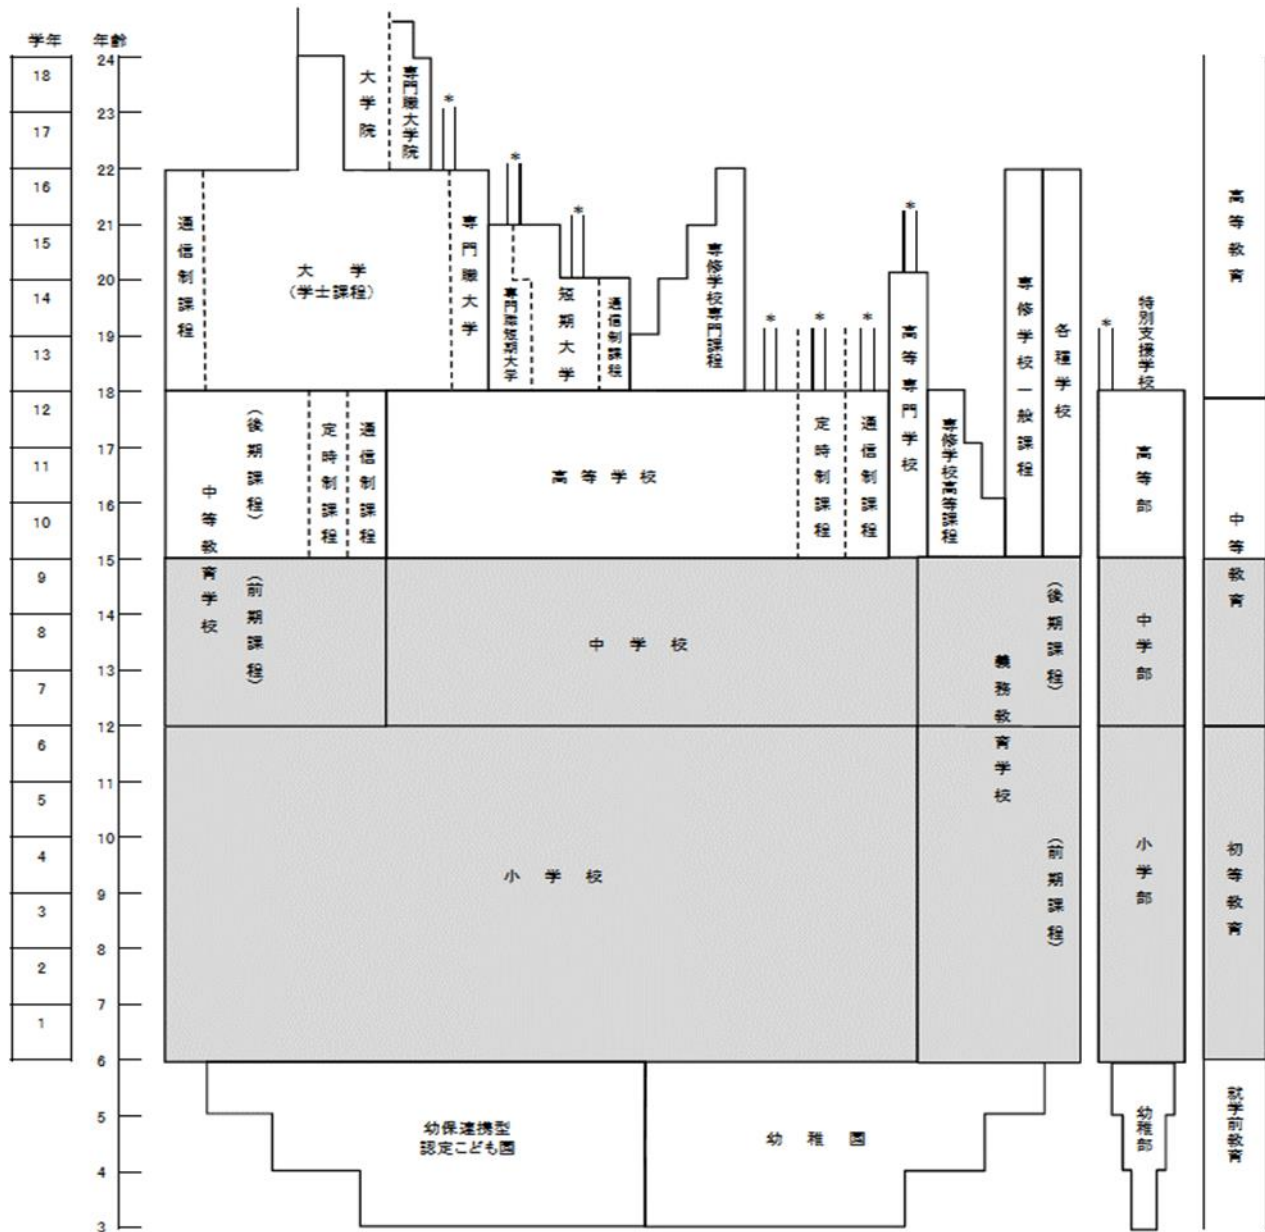 学年
年齢
24
18
23
17
22
16
21
15
20
14
19
13
18
12
17
11
16
10
15
9
14
8
13
7
12
6
11
5
10
4
9
3
8
2
7
1
6
5
4
3
大学院
専門職大学院
*
*
*
*
*
*
*
*
通信制課程
大学
(学士課程)
専門職大学
専門職短期大学
短期大学
通信制課程
専修学校専門課程
高等専門学校
専修学校一般課程
各種学校
特別支援学校
高等教育
中等教育学校
(後期課程)
定時制課程
通信制課程
高等学校
定時制課程
通信制課程
専修学校高等課程
高等部
中等教育
(前期課程)
中学校
義務教育学校
(後期課程)
中学部
小学校
(前期課程)
小学部
初等教育
幼保連携型
認定こども園
幼稚園
幼稚部
就学前教育